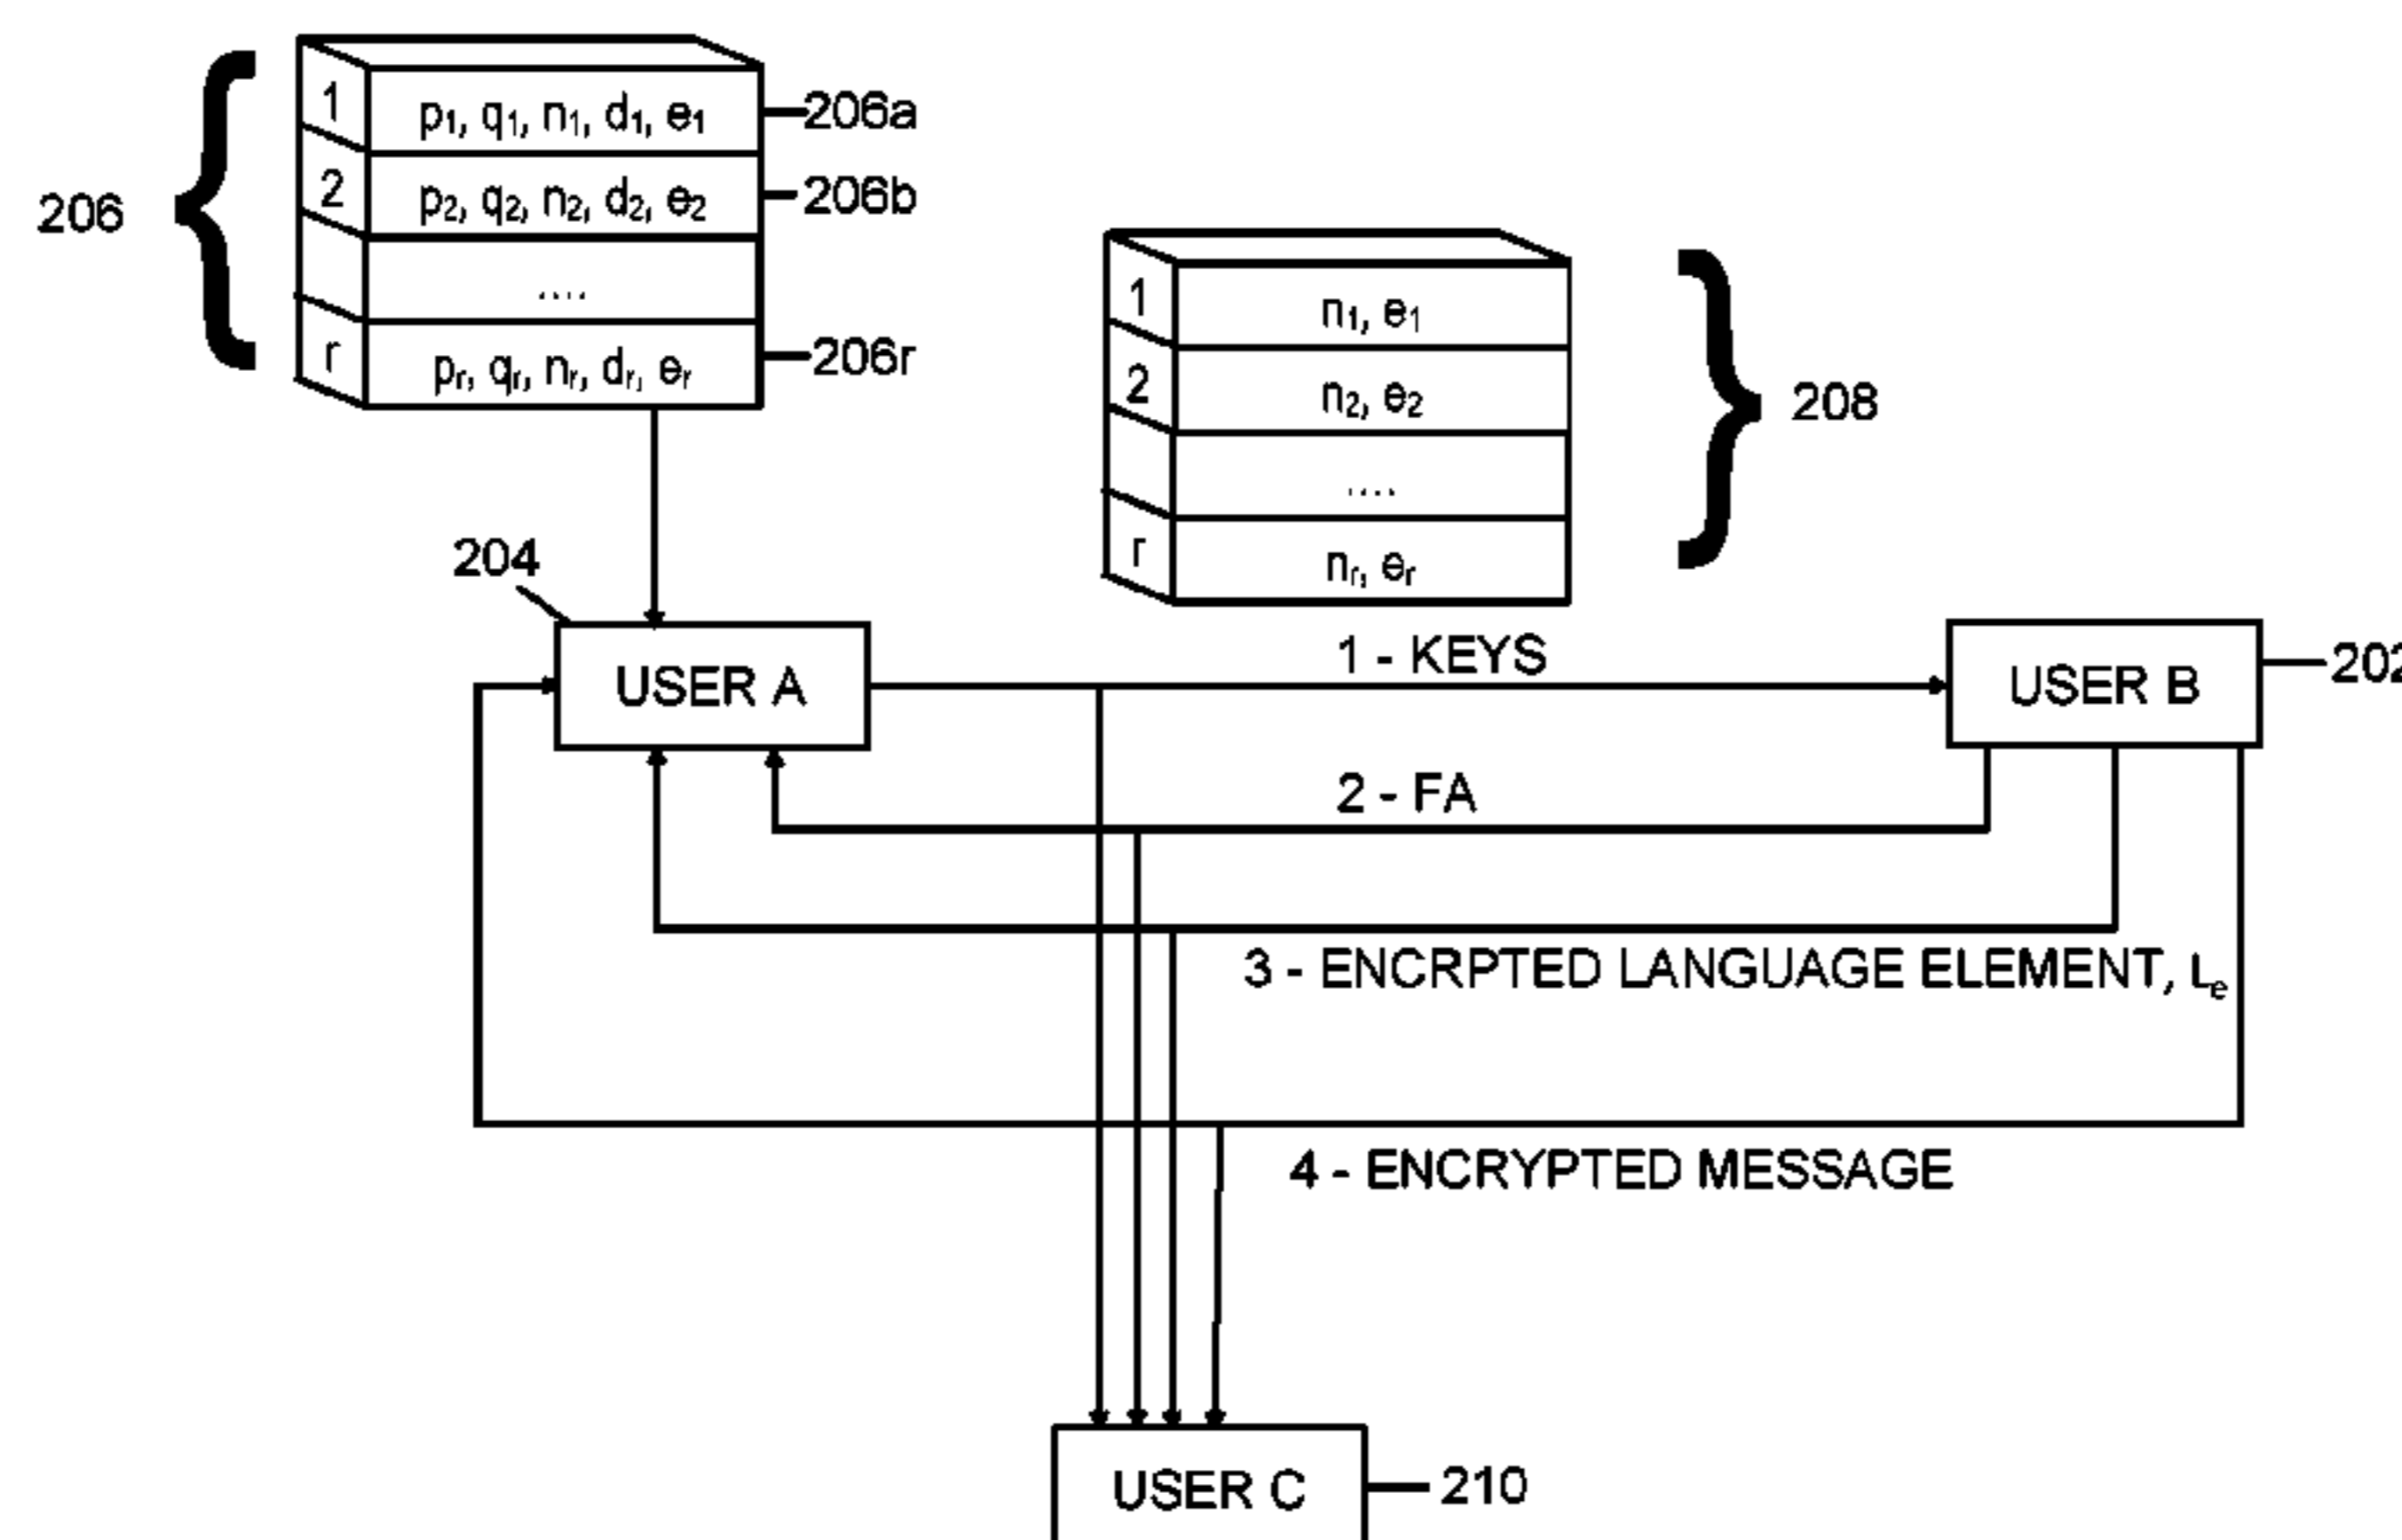 1 p₁, q₁, n₁, d₁, e₁ 206a
2 p₂, q₂, n₂, d₂, e₂ 206b
206
....
r pᵣ, qᵣ, nᵣ, dᵣ, eᵣ 206r
1 n₁, e₁
2 n₂, e₂
208
....
r nᵣ, eᵣ
204
1 - KEYS
USER A
USER B
202
2 - FA
3 - ENCRPTED LANGUAGE ELEMENT, Lₑ
4 - ENCRYPTED MESSAGE
USER C
210